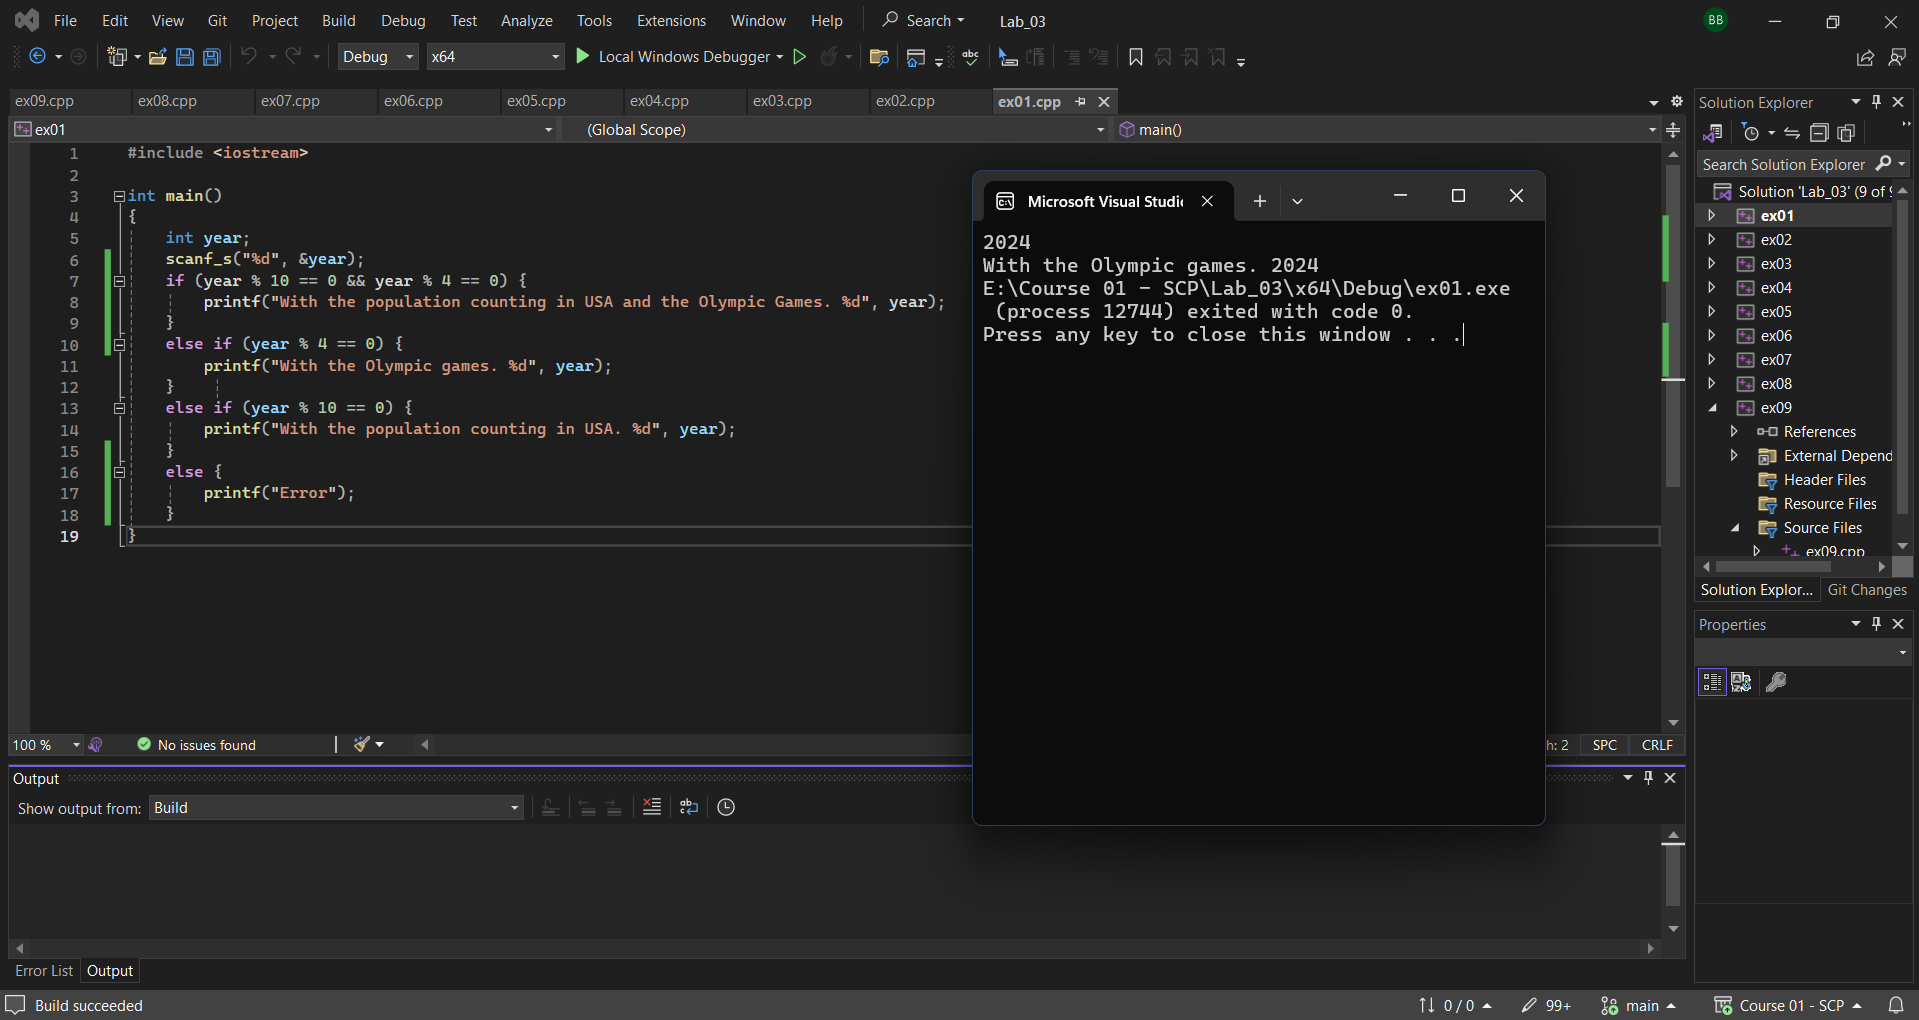 File Edit View Git Project Build Debug Test Analyze Tools Extensions Window Help Search Lab_03 BB
Debug x64 Local Windows Debugger
ex09.cpp ex08.cpp ex07.cpp ex06.cpp ex05.cpp ex04.cpp ex03.cpp ex02.cpp ex01.cpp
ex01 (Global Scope) main()
1 #include <iostream>
2
3 int main()
4 {
5 int year;
6 scanf_s("%d", &year);
7 if (year % 10 == 0 && year % 4 == 0) {
8 printf("With the population counting in USA and the Olympic Games. %d", year);
9 }
10 else if (year % 4 == 0) {
11 printf("With the Olympic games. %d", year);
12 }
13 else if (year % 10 == 0) {
14 printf("With the population counting in USA. %d", year);
15 }
16 else {
17 printf("Error");
18 }
19 }
Microsoft Visual Studi
2024
With the Olympic games. 2024
E:\Course 01 - SCP\Lab_03\x64\Debug\ex01.exe
(process 12744) exited with code 0.
Press any key to close this window . . .
100 % No issues found h: 2 SPC CRLF
Output
Show output from: Build
Error List Output
Solution Explorer
Search Solution Explorer
Solution 'Lab_03' (9 of 9
ex01
ex02
ex03
ex04
ex05
ex06
ex07
ex08
ex09
References
External Depend
Header Files
Resource Files
Source Files
ex09.cpp
Solution Explor... Git Changes
Properties
Build succeeded 0 / 0 99+ main Course 01 - SCP